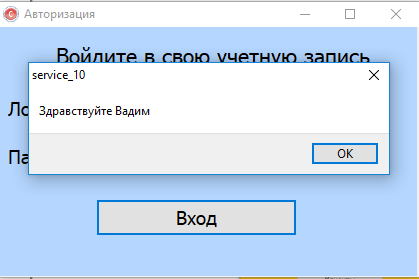 Авторизация
Войдите в свою учетную запись
service_10
Здравствуйте Вадим
OK
Вход